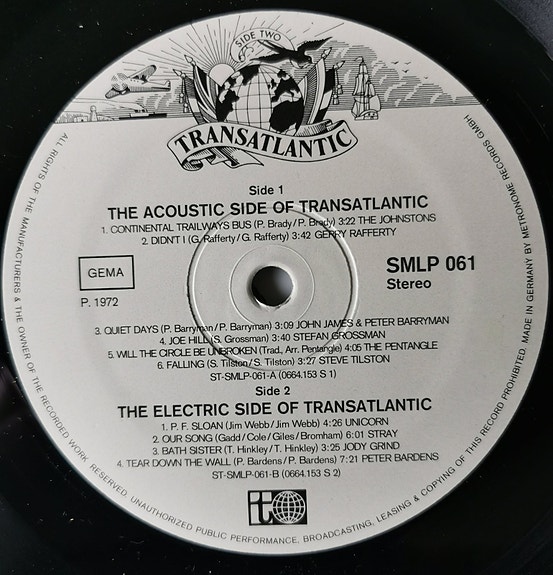 SIDE TWO
TRANSATLANTIC
Side 1
THE ACOUSTIC SIDE OF TRANSATLANTIC
1. CONTINENTAL TRAILWAYS BUS (P. Brady/P. Brady) 3:22 THE JOHNSTONS
2. DIDN'T I (G. Rafferty/G. Rafferty) 3:42 GERRY RAFFERTY
GEMA
P. 1972
SMLP 061
Stereo
3. QUIET DAYS (P. Barryman/P. Barryman) 3:09 JOHN JAMES & PETER BARRYMAN
4. JOE HILL (S. Grossman) 3:40 STEFAN GROSSMAN
5. WILL THE CIRCLE BE UNBROKEN (Trad., Arr. Pentangle) 4:05 THE PENTANGLE
6. FALLING (S. Tilston/S. Tilston) 3:27 STEVE TILSTON
ST-SMLP-061-A (0664.153 S 1)
Side 2
THE ELECTRIC SIDE OF TRANSATLANTIC
1. P. F. SLOAN (Jim Webb/Jim Webb) 4:26 UNICORN
2. OUR SONG (Gadd/Cole/Giles/Bromham) 6:01 STRAY
3. BATH SISTER (T. Hinkley/T. Hinkley) 3:25 JODY GRIND
4. TEAR DOWN THE WALL (P. Bardens/P. Bardens) 7:21 PETER BARDENS
ST-SMLP-061-B (0664.153 S 2)
t
ALL RIGHTS OF THE MANUFACTURERS & THE OWNER OF THE RECORDED WORK RESERVED. UNAUTHORIZED PUBLIC PERFORMANCE, BROADCASTING, LEASING & COPYING OF THIS RECORD PROHIBITED. MADE IN GERMANY BY METRONOME RECORDS GMBH